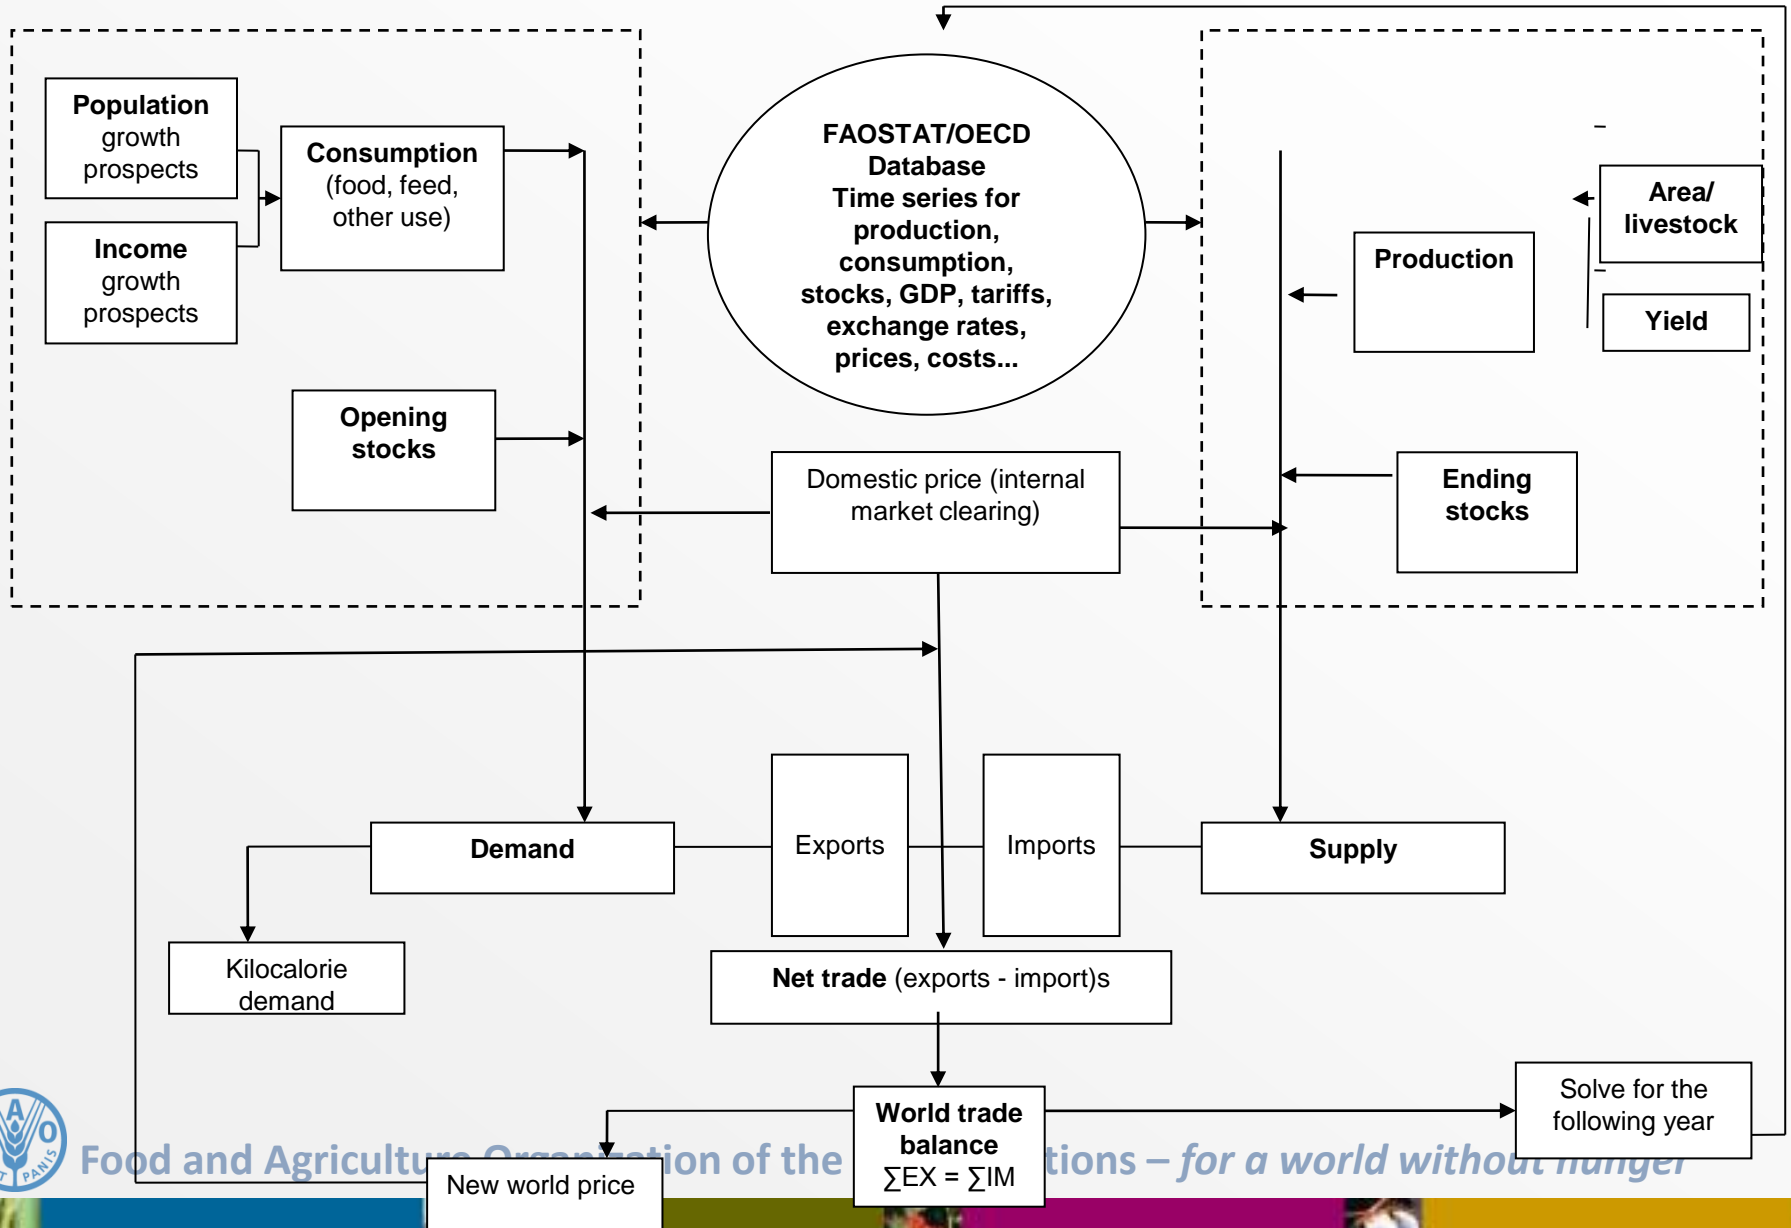 Population
growth
prospects
Income
growth
prospects
Consumption
(food, feed,
other use)
Opening
stocks
FAOSTAT/OECD
Database
Time series for
production,
consumption,
stocks, GDP, tariffs,
exchange rates,
prices, costs...
Domestic price (internal
market clearing)
Production
Area/
livestock
Yield
Ending
stocks
Demand
Exports
Imports
Supply
Kilocalorie
demand
Net trade (exports - import)s
World trade
balance
∑EX = ∑IM
New world price
Solve for the
following year
A
O
PANIS
Food and Agriculture Organization of the tions – for a world without hunger